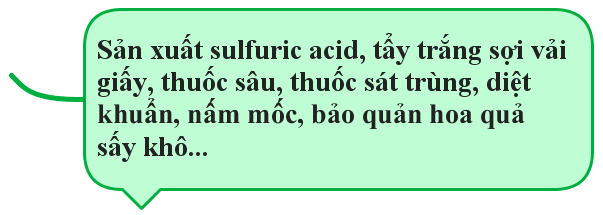 Sản xuất sulfuric acid, tẩy trắng sợi vải
giấy, thuốc sâu, thuốc sát trùng, diệt
khuẩn, nấm mốc, bảo quản hoa quả
sấy khô...